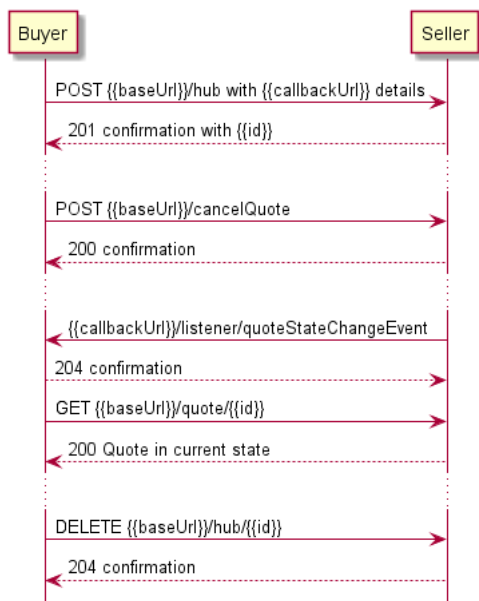 Buyer
Seller
POST {{baseUrl}}/hub with {{callbackUrl}} details
201 confirmation with {{id}}
POST {{baseUrl}}/cancelQuote
200 confirmation
{{callbackUrl}}/listener/quoteStateChangeEvent
204 confirmation
GET {{baseUrl}}/quote/{{id}}
200 Quote in current state
DELETE {{baseUrl}}/hub/{{id}}
204 confirmation